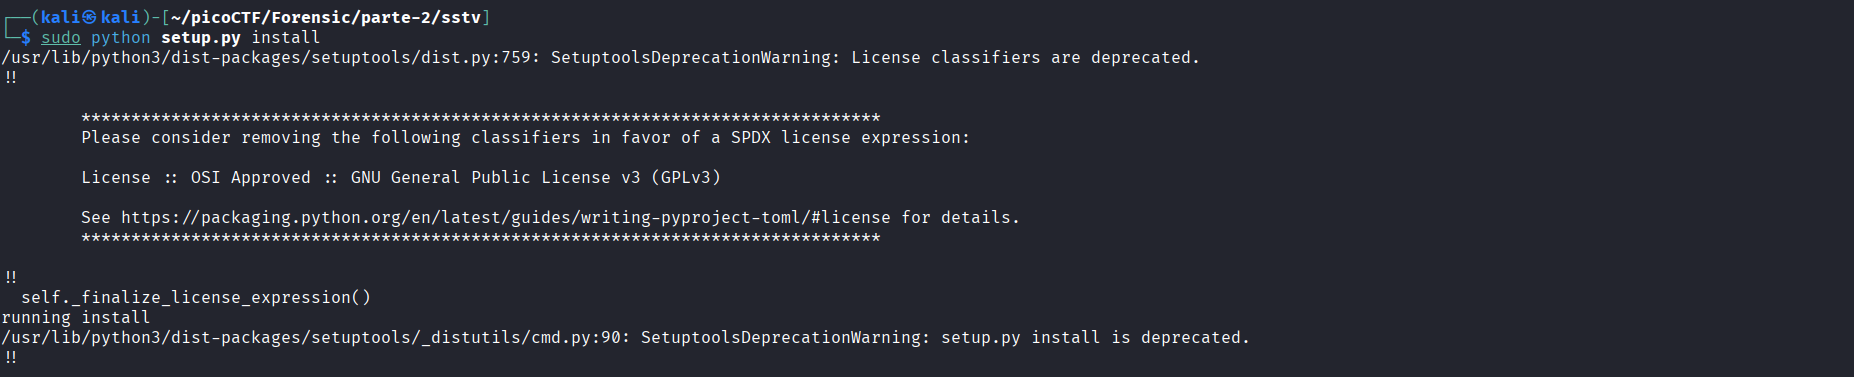 ┌──(kali㉿kali)-[~/picoCTF/Forensic/parte-2/sstv]
└─$ sudo python setup.py install
/usr/lib/python3/dist-packages/setuptools/dist.py:759: SetuptoolsDeprecationWarning: License classifiers are deprecated.
!!
********************************************************************************
Please consider removing the following classifiers in favor of a SPDX license expression:
License :: OSI Approved :: GNU General Public License v3 (GPLv3)
See https://packaging.python.org/en/latest/guides/writing-pyproject-toml/#license for details.
********************************************************************************
!!
self._finalize_license_expression()
running install
/usr/lib/python3/dist-packages/setuptools/_distutils/cmd.py:90: SetuptoolsDeprecationWarning: setup.py install is deprecated.
!!